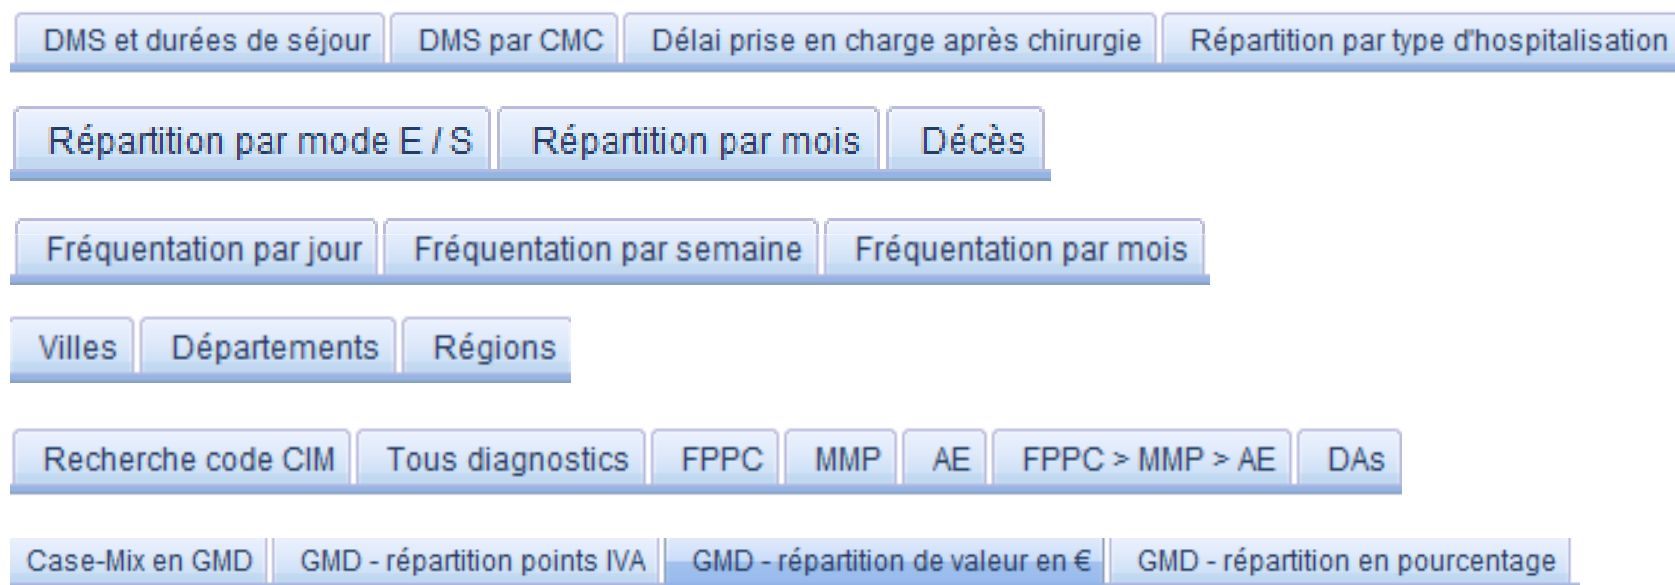 DMS et durées de séjour DMS par CMC Délai prise en charge après chirurgie Répartition par type d'hospitalisation
Répartition par mode E / S Répartition par mois Décès
Fréquentation par jour Fréquentation par semaine Fréquentation par mois
Villes Départements Régions
Recherche code CIM Tous diagnostics FPPC MMP AE FPPC > MMP > AE DAs
Case-Mix en GMD GMD - répartition points IVA GMD - répartition de valeur en € GMD - répartition en pourcentage